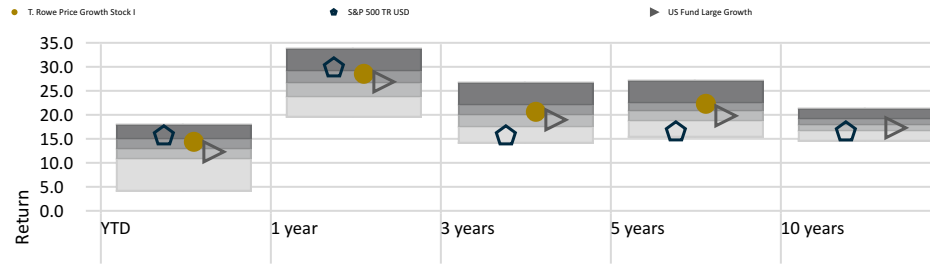 T. Rowe Price Growth Stock I S&P 500 TR USD US Fund Large Growth
35.0
30.0
25.0
20.0
15.0
10.0
5.0
0.0
Return
YTD 1 year 3 years 5 years 10 years